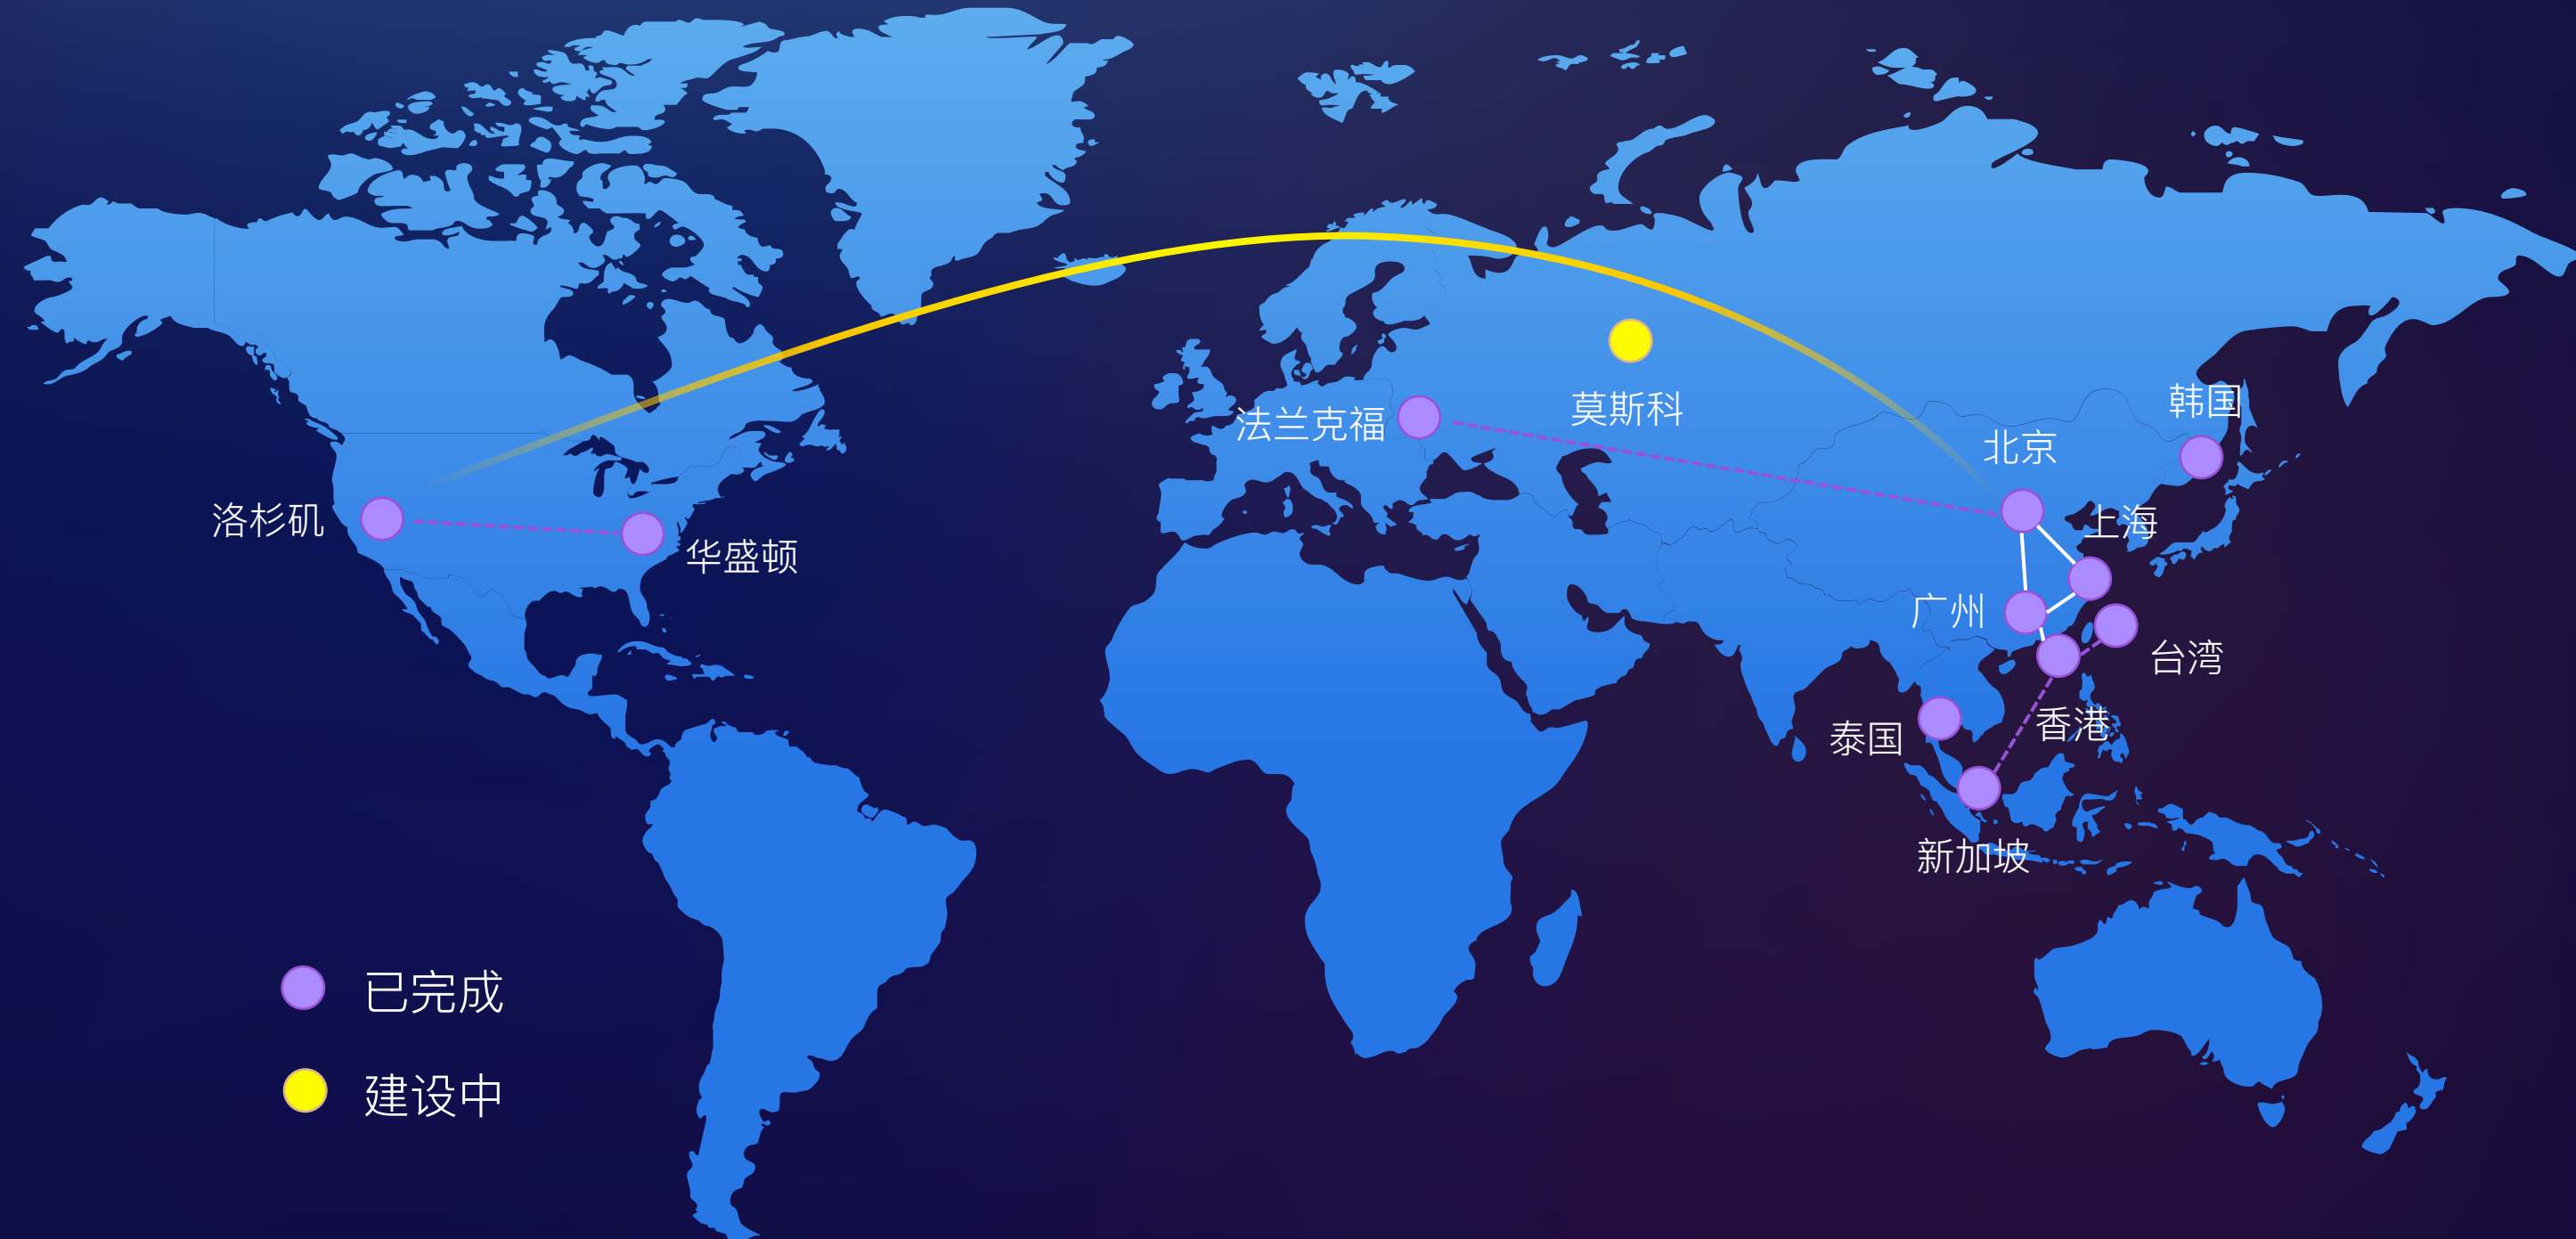 韩国
莫斯科
法兰克福
北京
洛杉矶
上海
华盛顿
广州
台湾
香港
泰国
新加坡
已完成
建设中